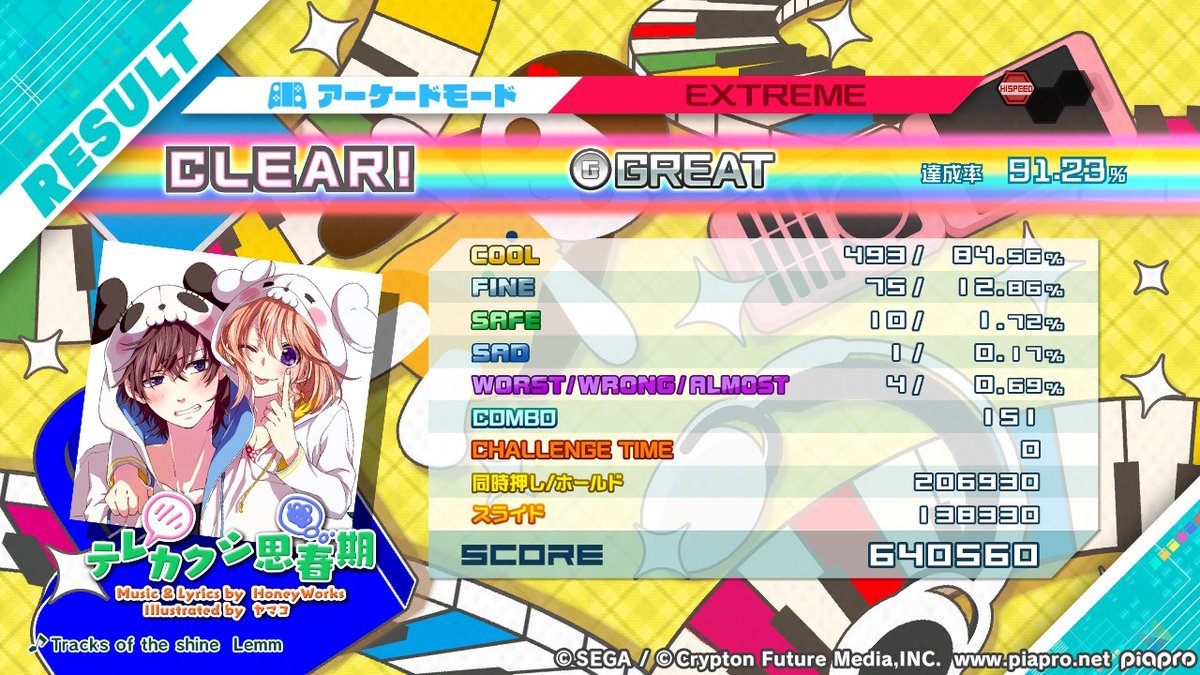 RESULT
アーケードモード EXTREME HISPEED
CLEAR! G GREAT 達成率 91.23%
COOL 493/ 84.56%
FINE 75/ 12.86%
SAFE 10/ 1.72%
SAD 1/ 0.17%
WORST/WRONG/ALMOST 4/ 0.69%
COMBO 151
CHALLENGE TIME 0
同時押し/ホールド 206930
スライド 138330
SCORE 640560
テレカクシ思春期
Music & Lyrics by HoneyWorks
Illustrated by ヤマコ
♪Tracks of the shine Lemm
©SEGA / ©Crypton Future Media,INC. www.piapro.net piapro